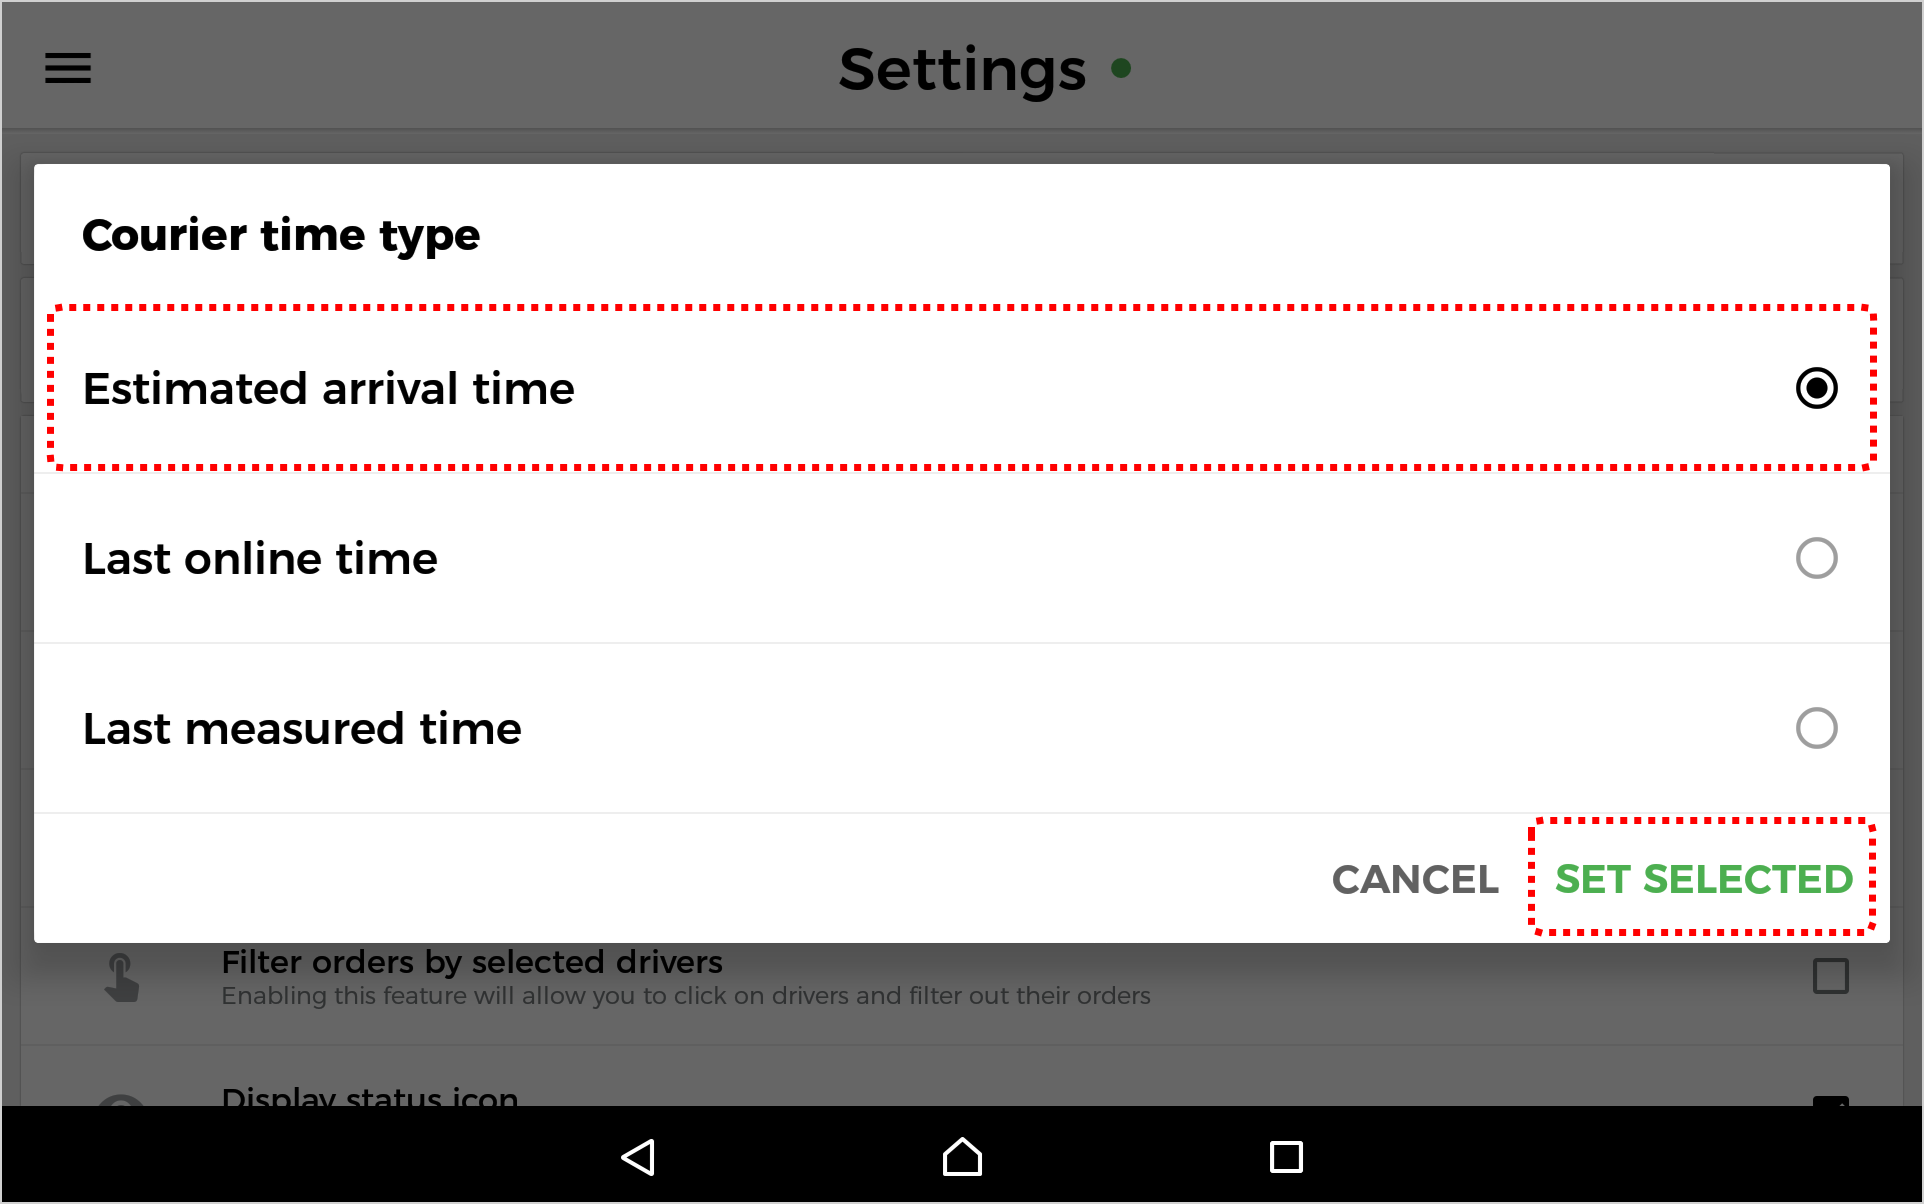 Settings
Courier time type
Estimated arrival time
Last online time
Last measured time
CANCEL SET SELECTED
Filter orders by selected drivers
Enabling this feature will allow you to click on drivers and filter out their orders
Display status icon